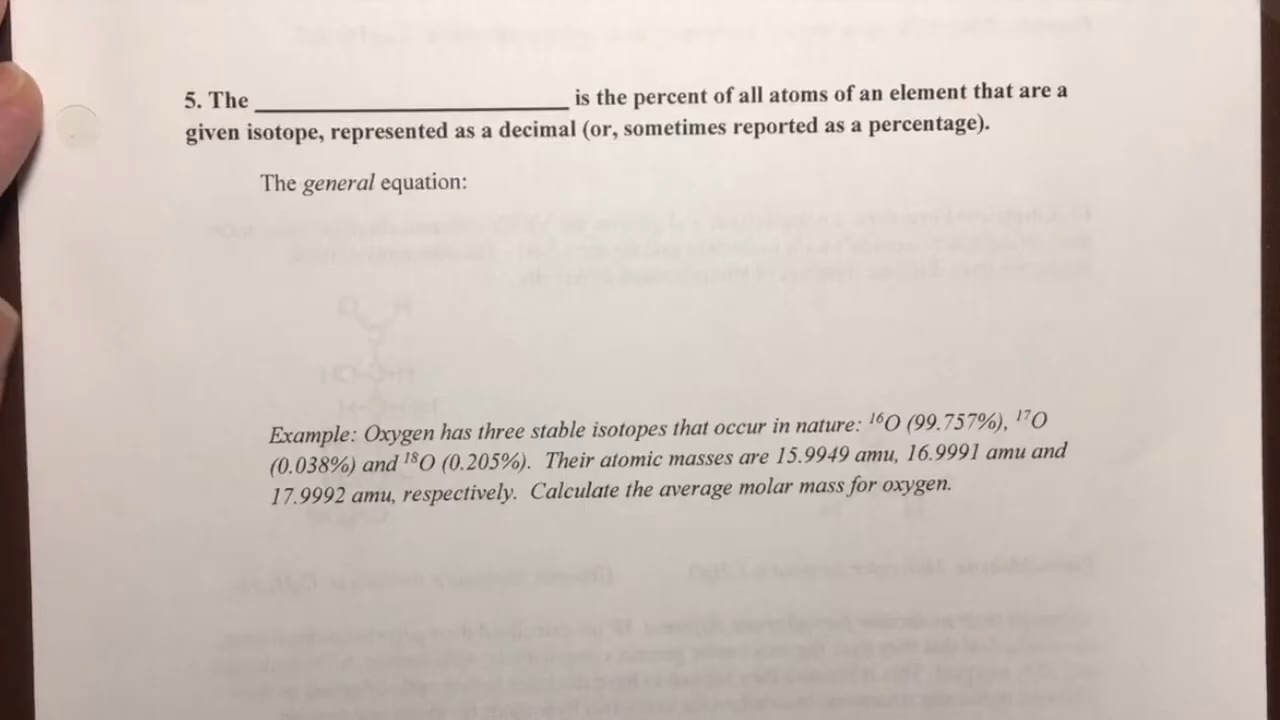 5. The ____________________ is the percent of all atoms of an element that are a
given isotope, represented as a decimal (or, sometimes reported as a percentage).
The general equation:
Example: Oxygen has three stable isotopes that occur in nature: ¹⁶O (99.757%), ¹⁷O
(0.038%) and ¹⁸O (0.205%). Their atomic masses are 15.9949 amu, 16.9991 amu and
17.9992 amu, respectively. Calculate the average molar mass for oxygen.